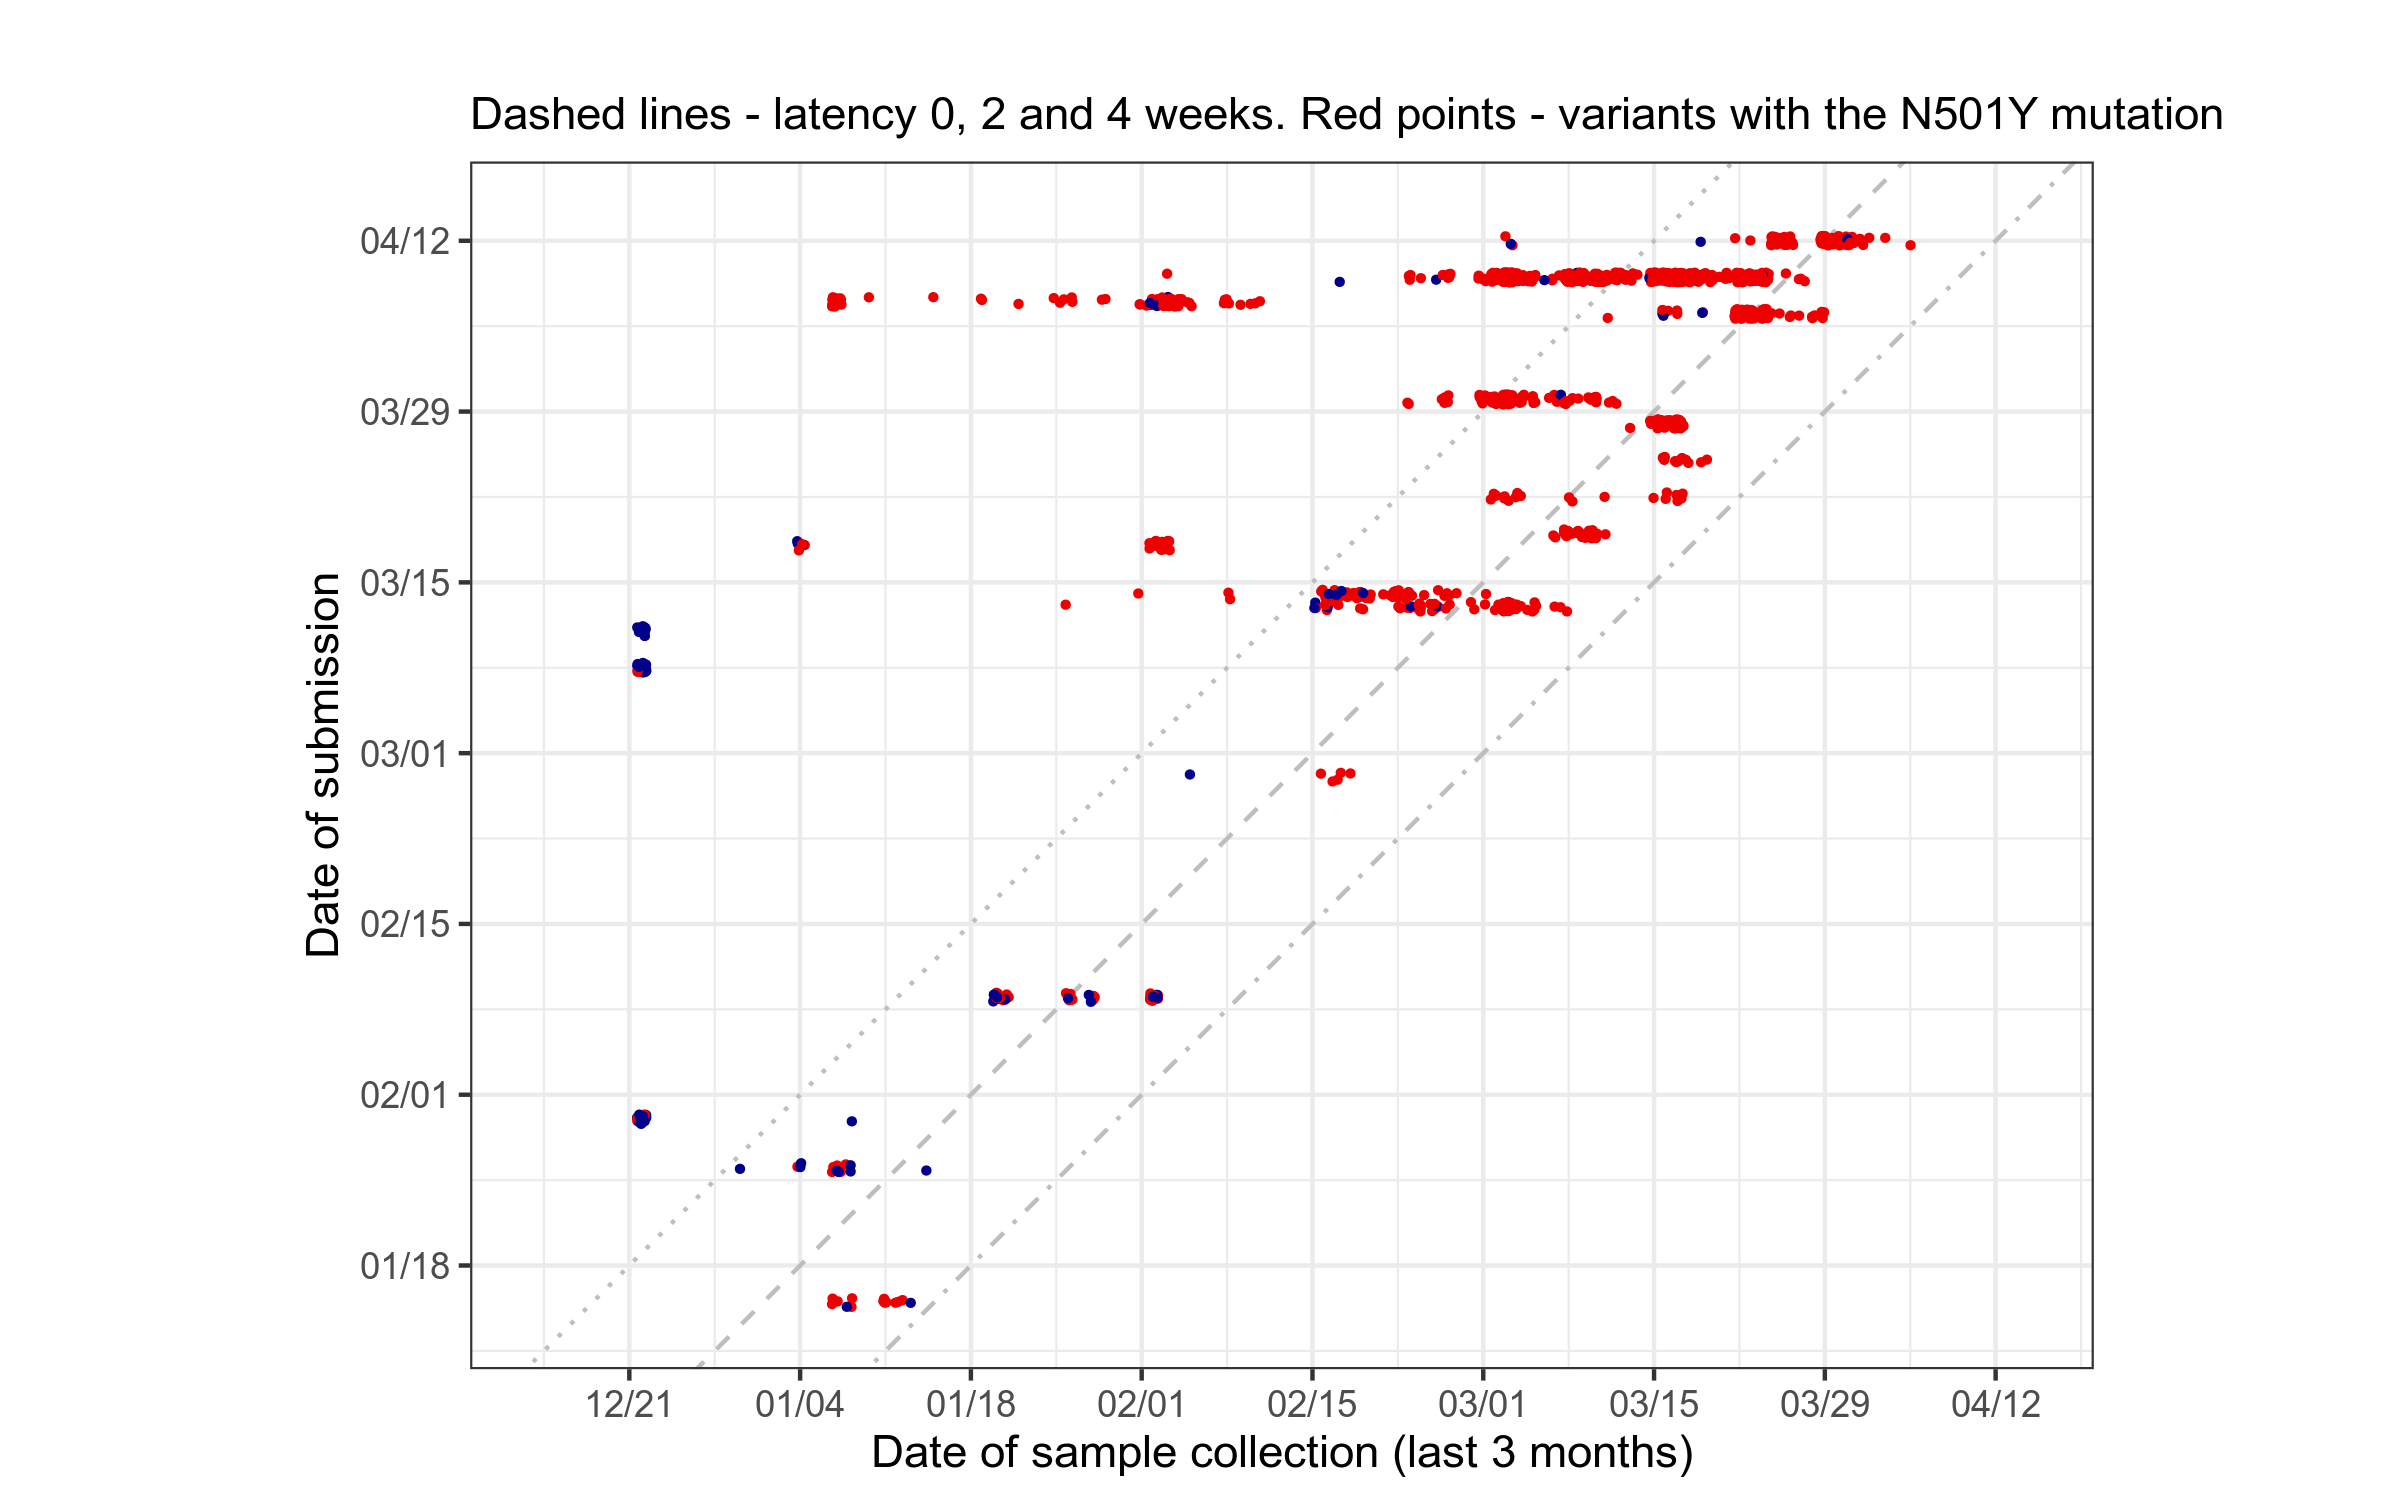 Dashed lines - latency 0, 2 and 4 weeks. Red points - variants with the N501Y mutation
04/12
03/29
03/15
03/01
02/15
02/01
01/18
Date of submission
12/21 01/04 01/18 02/01 02/15 03/01 03/15 03/29 04/12
Date of sample collection (last 3 months)